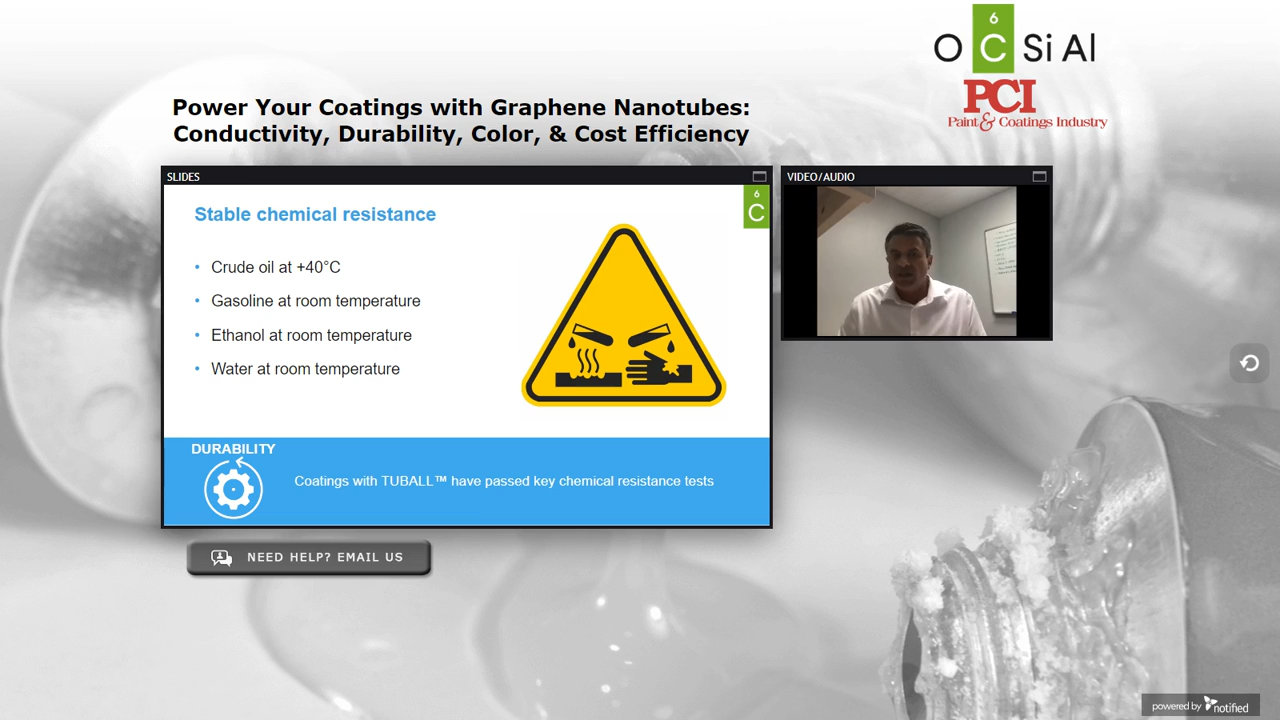 6
O C Si Al
PCI
Paint & Coatings Industry
Power Your Coatings with Graphene Nanotubes:
Conductivity, Durability, Color, & Cost Efficiency
SLIDES
VIDEO/AUDIO
6
C
Stable chemical resistance
• Crude oil at +40°C
• Gasoline at room temperature
• Ethanol at room temperature
• Water at room temperature
DURABILITY
Coatings with TUBALL™ have passed key chemical resistance tests
NEED HELP? EMAIL US
powered by notified